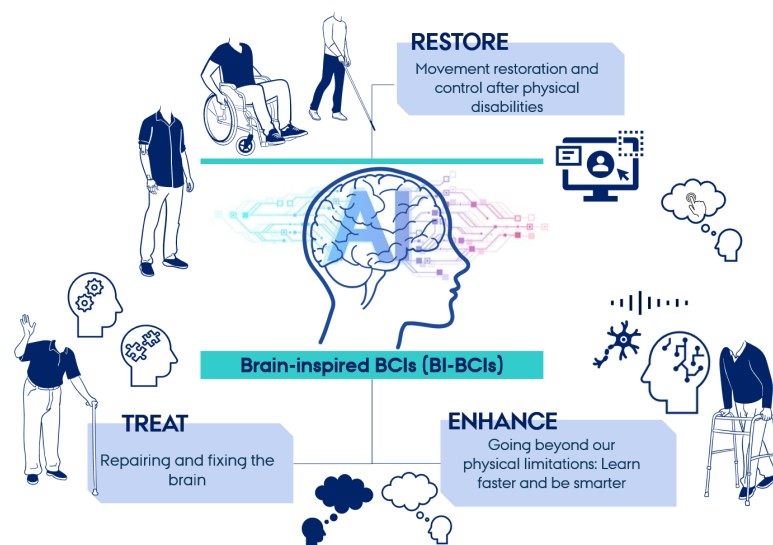 RESTORE
Movement restoration and
control after physical
disabilities
AI
Brain-inspired BCIs (BI-BCIs)
TREAT
Repairing and fixing the
brain
ENHANCE
Going beyond our
physical limitations: Learn
faster and be smarter